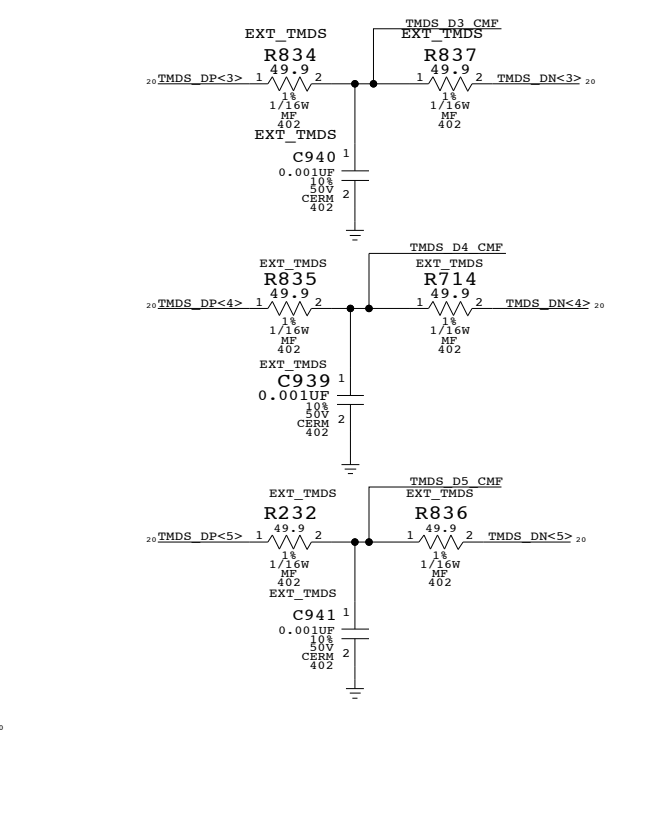 TMDS_D3_CMF
EXT_TMDS EXT_TMDS
R834 R837
49.9 49.9
20 TMDS_DP<3> 1 2 1 2 TMDS_DN<3> 20
1% 1%
1/16W 1/16W
MF MF
402 402
EXT_TMDS
C940 1
0.001UF
10%
50V 2
CERM
402
TMDS_D4_CMF
EXT_TMDS EXT_TMDS
R835 R714
49.9 49.9
20 TMDS_DP<4> 1 2 1 2 TMDS_DN<4> 20
1% 1%
1/16W 1/16W
MF MF
402 402
EXT_TMDS
C939 1
0.001UF
10%
50V 2
CERM
402
TMDS_D5_CMF
EXT_TMDS EXT_TMDS
R232 R836
49.9 49.9
20 TMDS_DP<5> 1 2 1 2 TMDS_DN<5> 20
1% 1%
1/16W 1/16W
MF MF
402 402
EXT_TMDS
C941 1
0.001UF
10%
50V 2
CERM
402